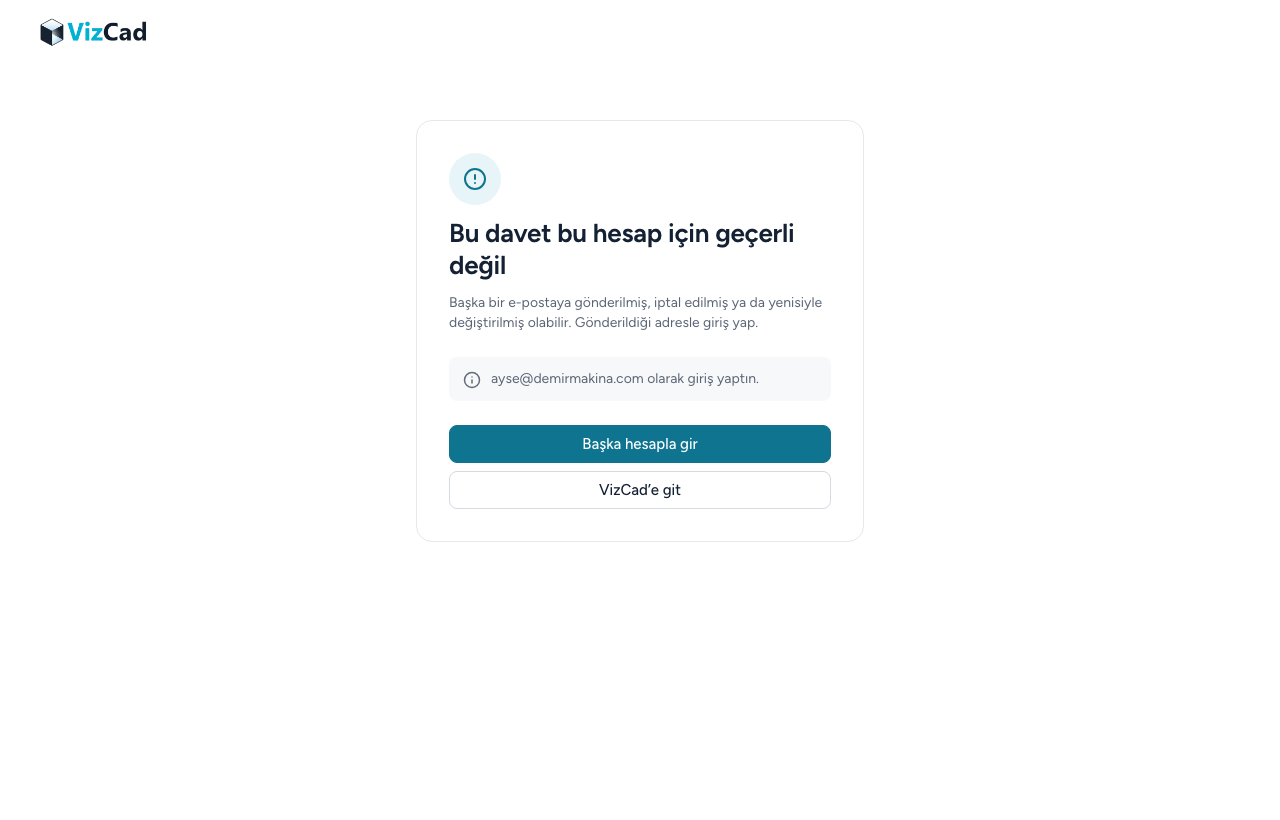 VizCad
Bu davet bu hesap için geçerli
değil
Başka bir e-postaya gönderilmiş, iptal edilmiş ya da yenisiyle
değiştirilmiş olabilir. Gönderildiği adresle giriş yap.
ayse@demirmakina.com olarak giriş yaptın.
Başka hesapla gir
VizCad’e git